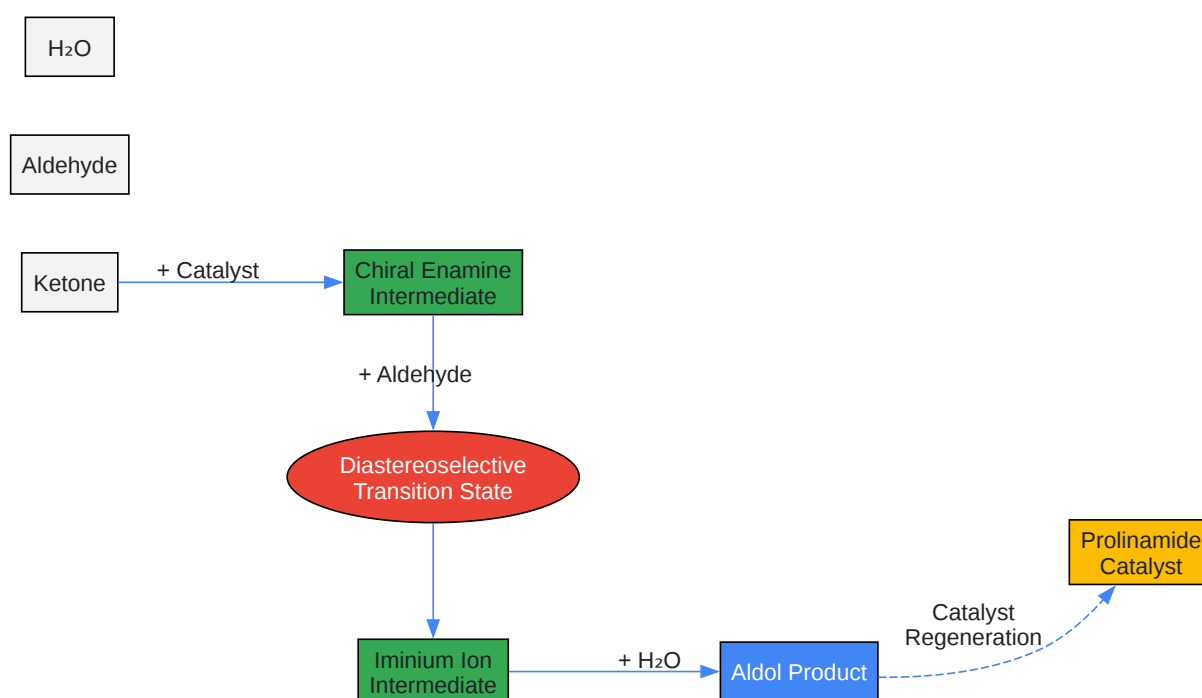 H₂O
Aldehyde
Ketone
+ Catalyst
Chiral Enamine
Intermediate
+ Aldehyde
Diastereoselective
Transition State
Prolinamide
Catalyst
Catalyst
Regeneration
Iminium Ion
Intermediate
+ H₂O
Aldol Product